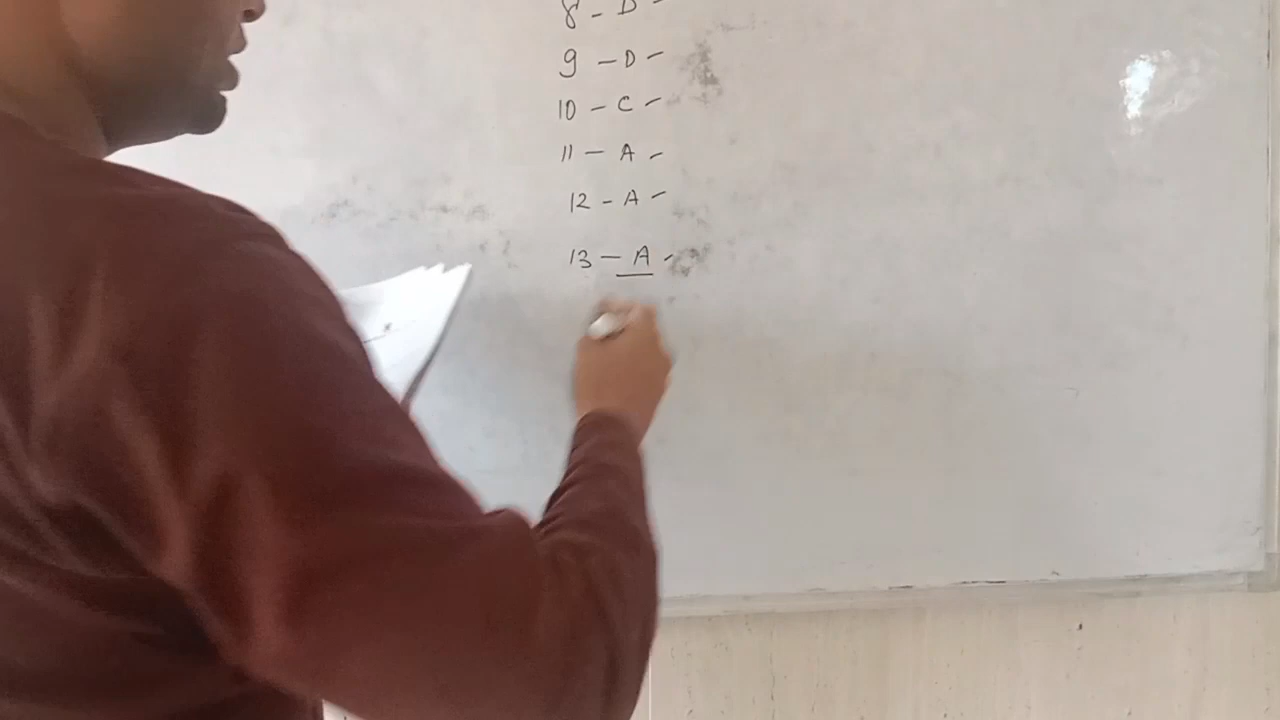 8 - D -
9 - D -
10 - C -
11 - A -
12 - A -
13 - A -